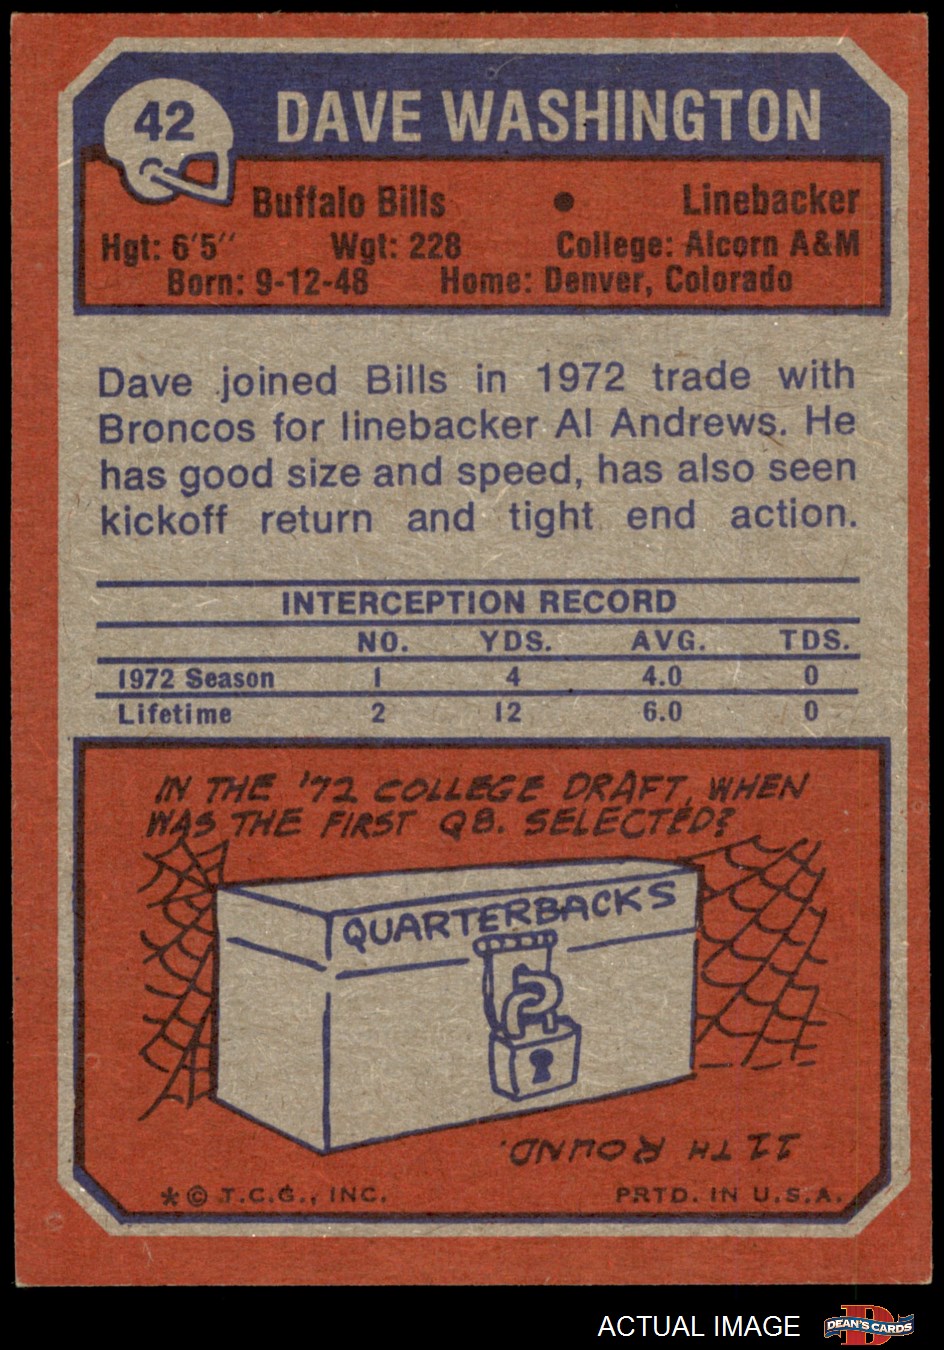 42
DAVE WASHINGTON
Buffalo Bills ● Linebacker
Hgt: 6'5" Wgt: 228 College: Alcorn A&M
Born: 9-12-48 Home: Denver, Colorado
Dave joined Bills in 1972 trade with
Broncos for linebacker Al Andrews. He
has good size and speed, has also seen
kickoff return and tight end action.
INTERCEPTION RECORD
NO. YDS. AVG. TDS.
1972 Season 1 4 4.0 0
Lifetime 2 12 6.0 0
IN THE '72 COLLEGE DRAFT, WHEN
WAS THE FIRST QB. SELECTED?
QUARTERBACKS
11TH ROUND.
* © T.C.G., INC. PRTD. IN U.S.A.
ACTUAL IMAGE
D
DEAN'S CARDS